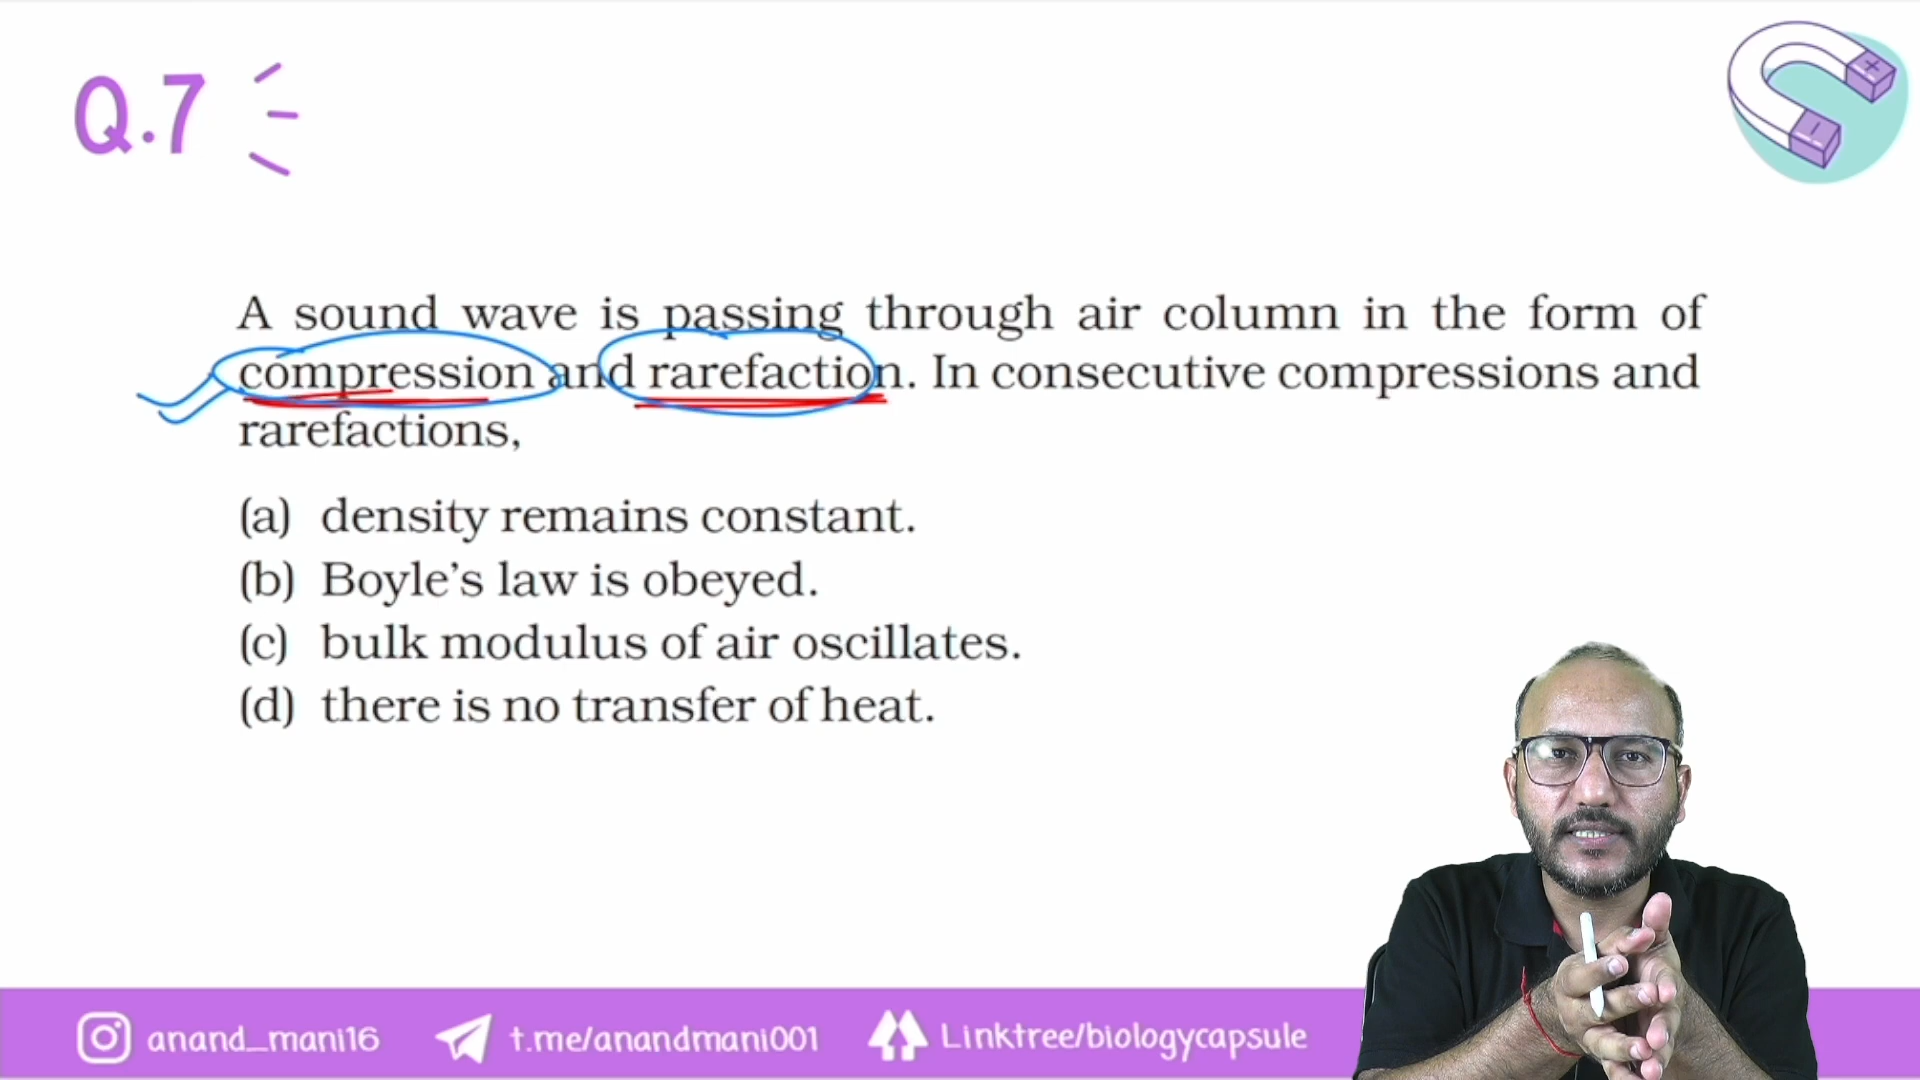 Q.7
A sound wave is passing through air column in the form of
compression and rarefaction. In consecutive compressions and
rarefactions,
(a) density remains constant.
(b) Boyle's law is obeyed.
(c) bulk modulus of air oscillates.
(d) there is no transfer of heat.
anand_mani16 t.me/anandmani001 Linktree/biologycapsule